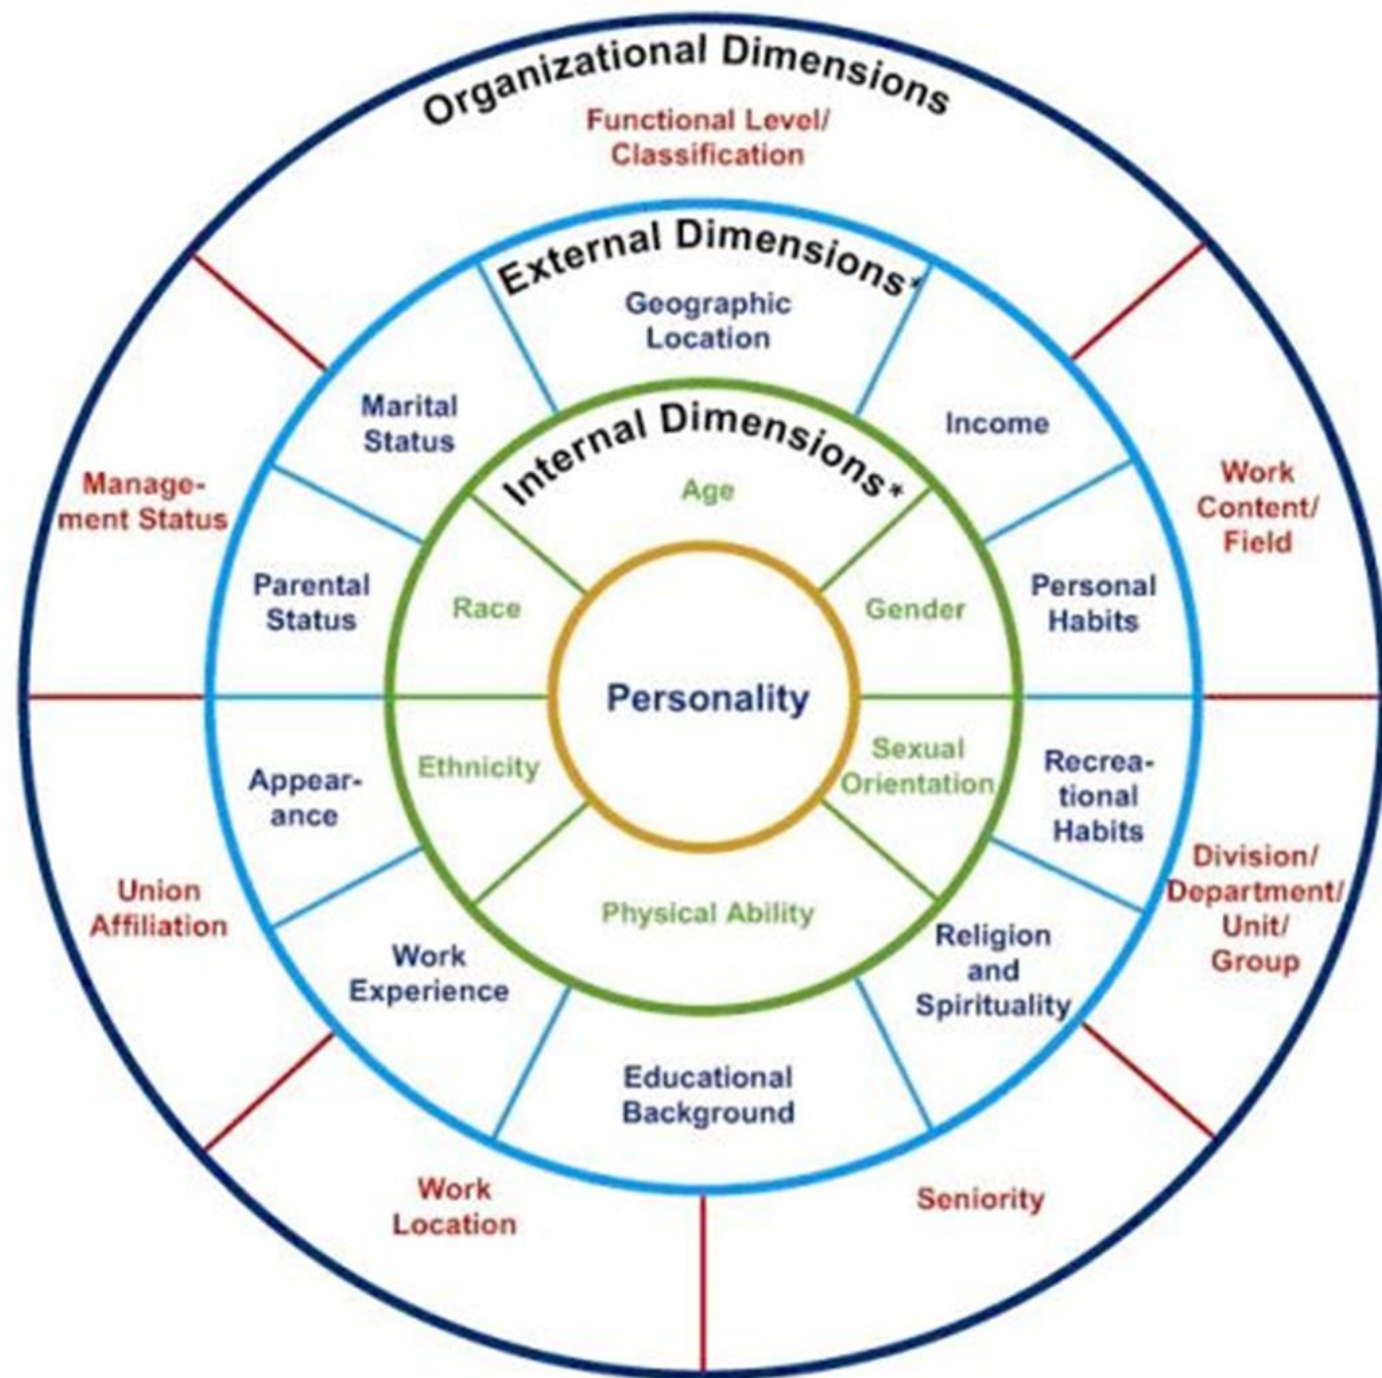 Organizational Dimensions
Functional Level/
Classification
External Dimensions*
Geographic
Location
Marital
Status
Income
Internal Dimensions*
Age
Manage-
ment Status
Work
Content/
Field
Parental
Status
Race
Gender
Personal
Habits
Personality
Appear-
ance
Ethnicity
Sexual
Orientation
Recrea-
tional
Habits
Union
Affiliation
Division/
Department/
Unit/
Group
Physical Ability
Work
Experience
Religion
and
Spirituality
Educational
Background
Work
Location
Seniority